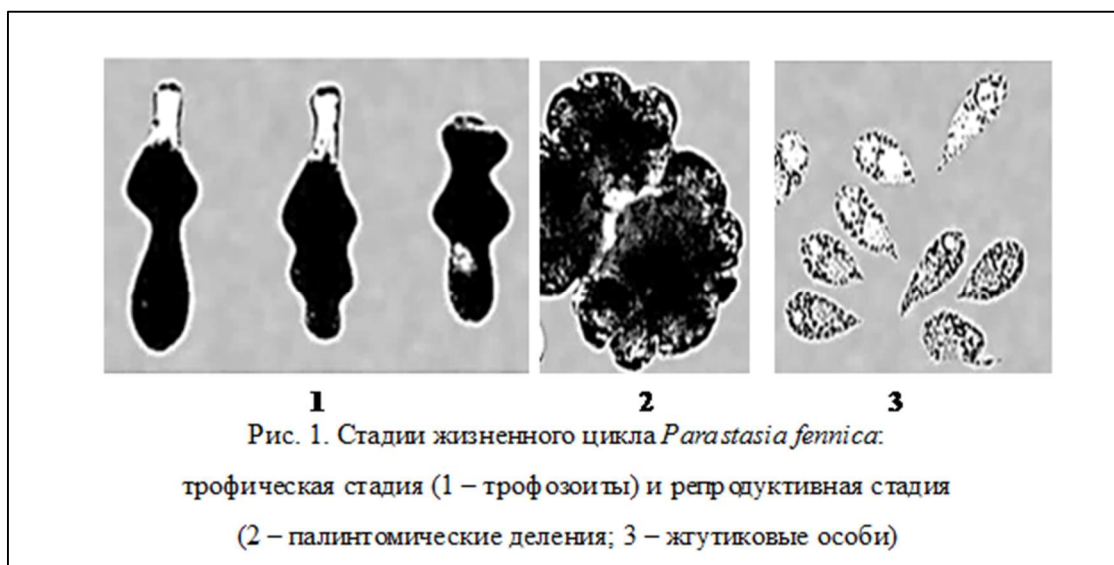 1 2 3
Рис. 1. Стадии жизненного цикла Parastasia fennica:
трофическая стадия (1 – трофозоиты) и репродуктивная стадия
(2 – палинтомические деления; 3 – жгутиковые особи)